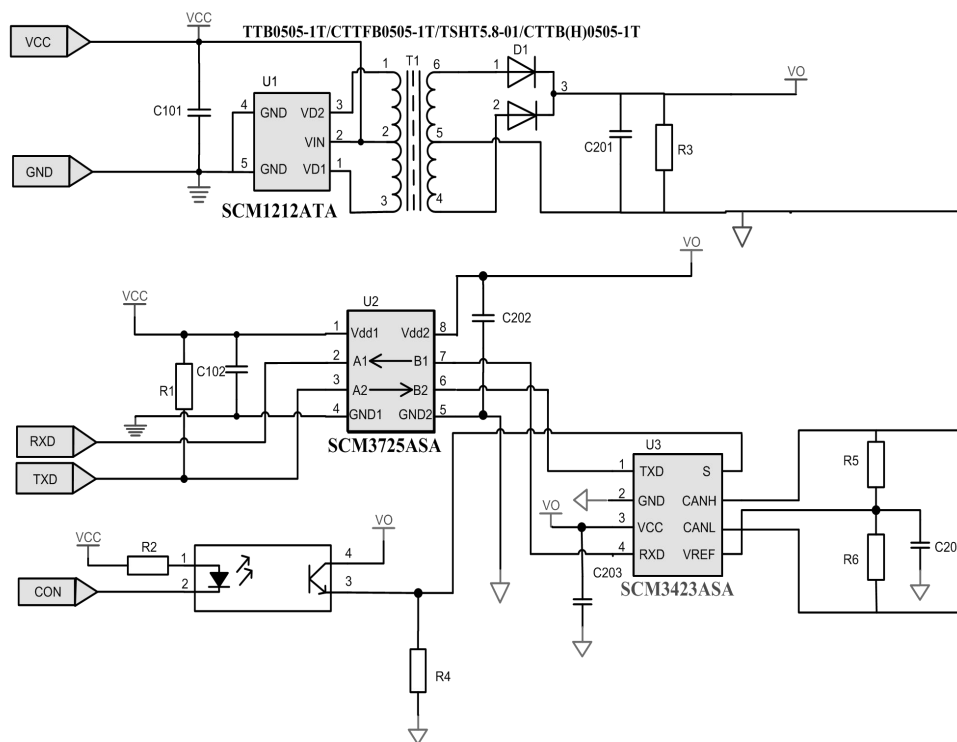 VCC
TTB0505-1T/CTTFB0505-1T/TSHT5.8-01/CTTB(H)0505-1T
VCC
T1
D1
VO
U1
1
6
1
3
C101
4
GND
VD2
3
2
C201
R3
VIN
2
2
5
GND
5
GND
VD1
1
3
4
SCM1212ATA
VO
VCC
U2
1
Vdd1
Vdd2
8
C202
2
A1
B1
7
R1
C102
3
A2
B2
6
4
GND1
GND2
5
RXD
SCM3725ASA
U3
TXD
1
TXD
S
R5
2
GND
CANH
VO
3
VCC
CANL
VO
VCC
R2
1
4
4
RXD
VREF
R6
C20
CON
2
3
C203
SCM3423ASA
R4